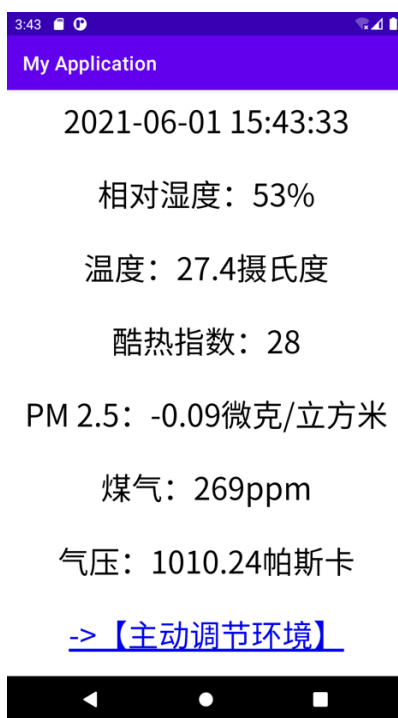 3:43
My Application
2021-06-01 15:43:33
相对湿度：53%
温度：27.4摄氏度
酷热指数：28
PM 2.5：-0.09微克/立方米
煤气：269ppm
气压：1010.24帕斯卡
->【主动调节环境】